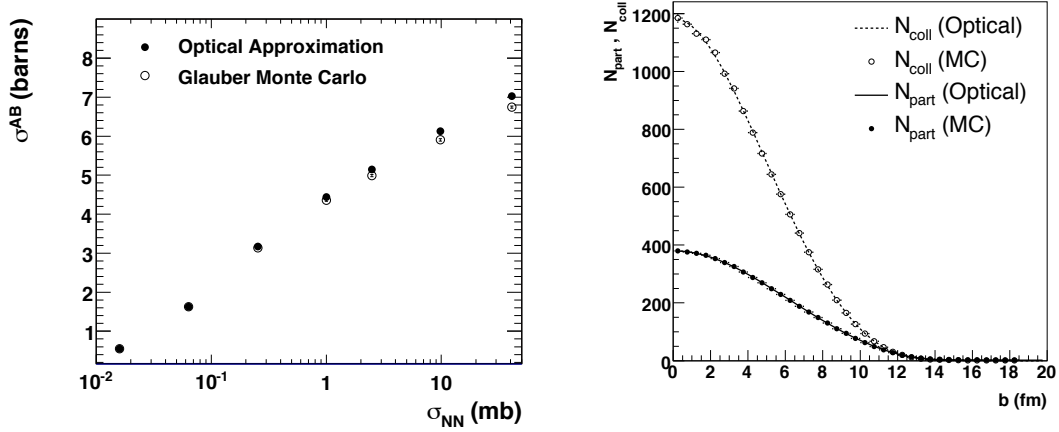 σ^AB (barns)
8
7
6
5
4
3
2
1
10^-2
10^-1
1
10
σ_NN (mb)
Optical Approximation
Glauber Monte Carlo
N_part , N_coll
1200
1000
800
600
400
200
0
0 2 4 6 8 10 12 14 16 18 20
b (fm)
N_coll (Optical)
N_coll (MC)
N_part (Optical)
N_part (MC)